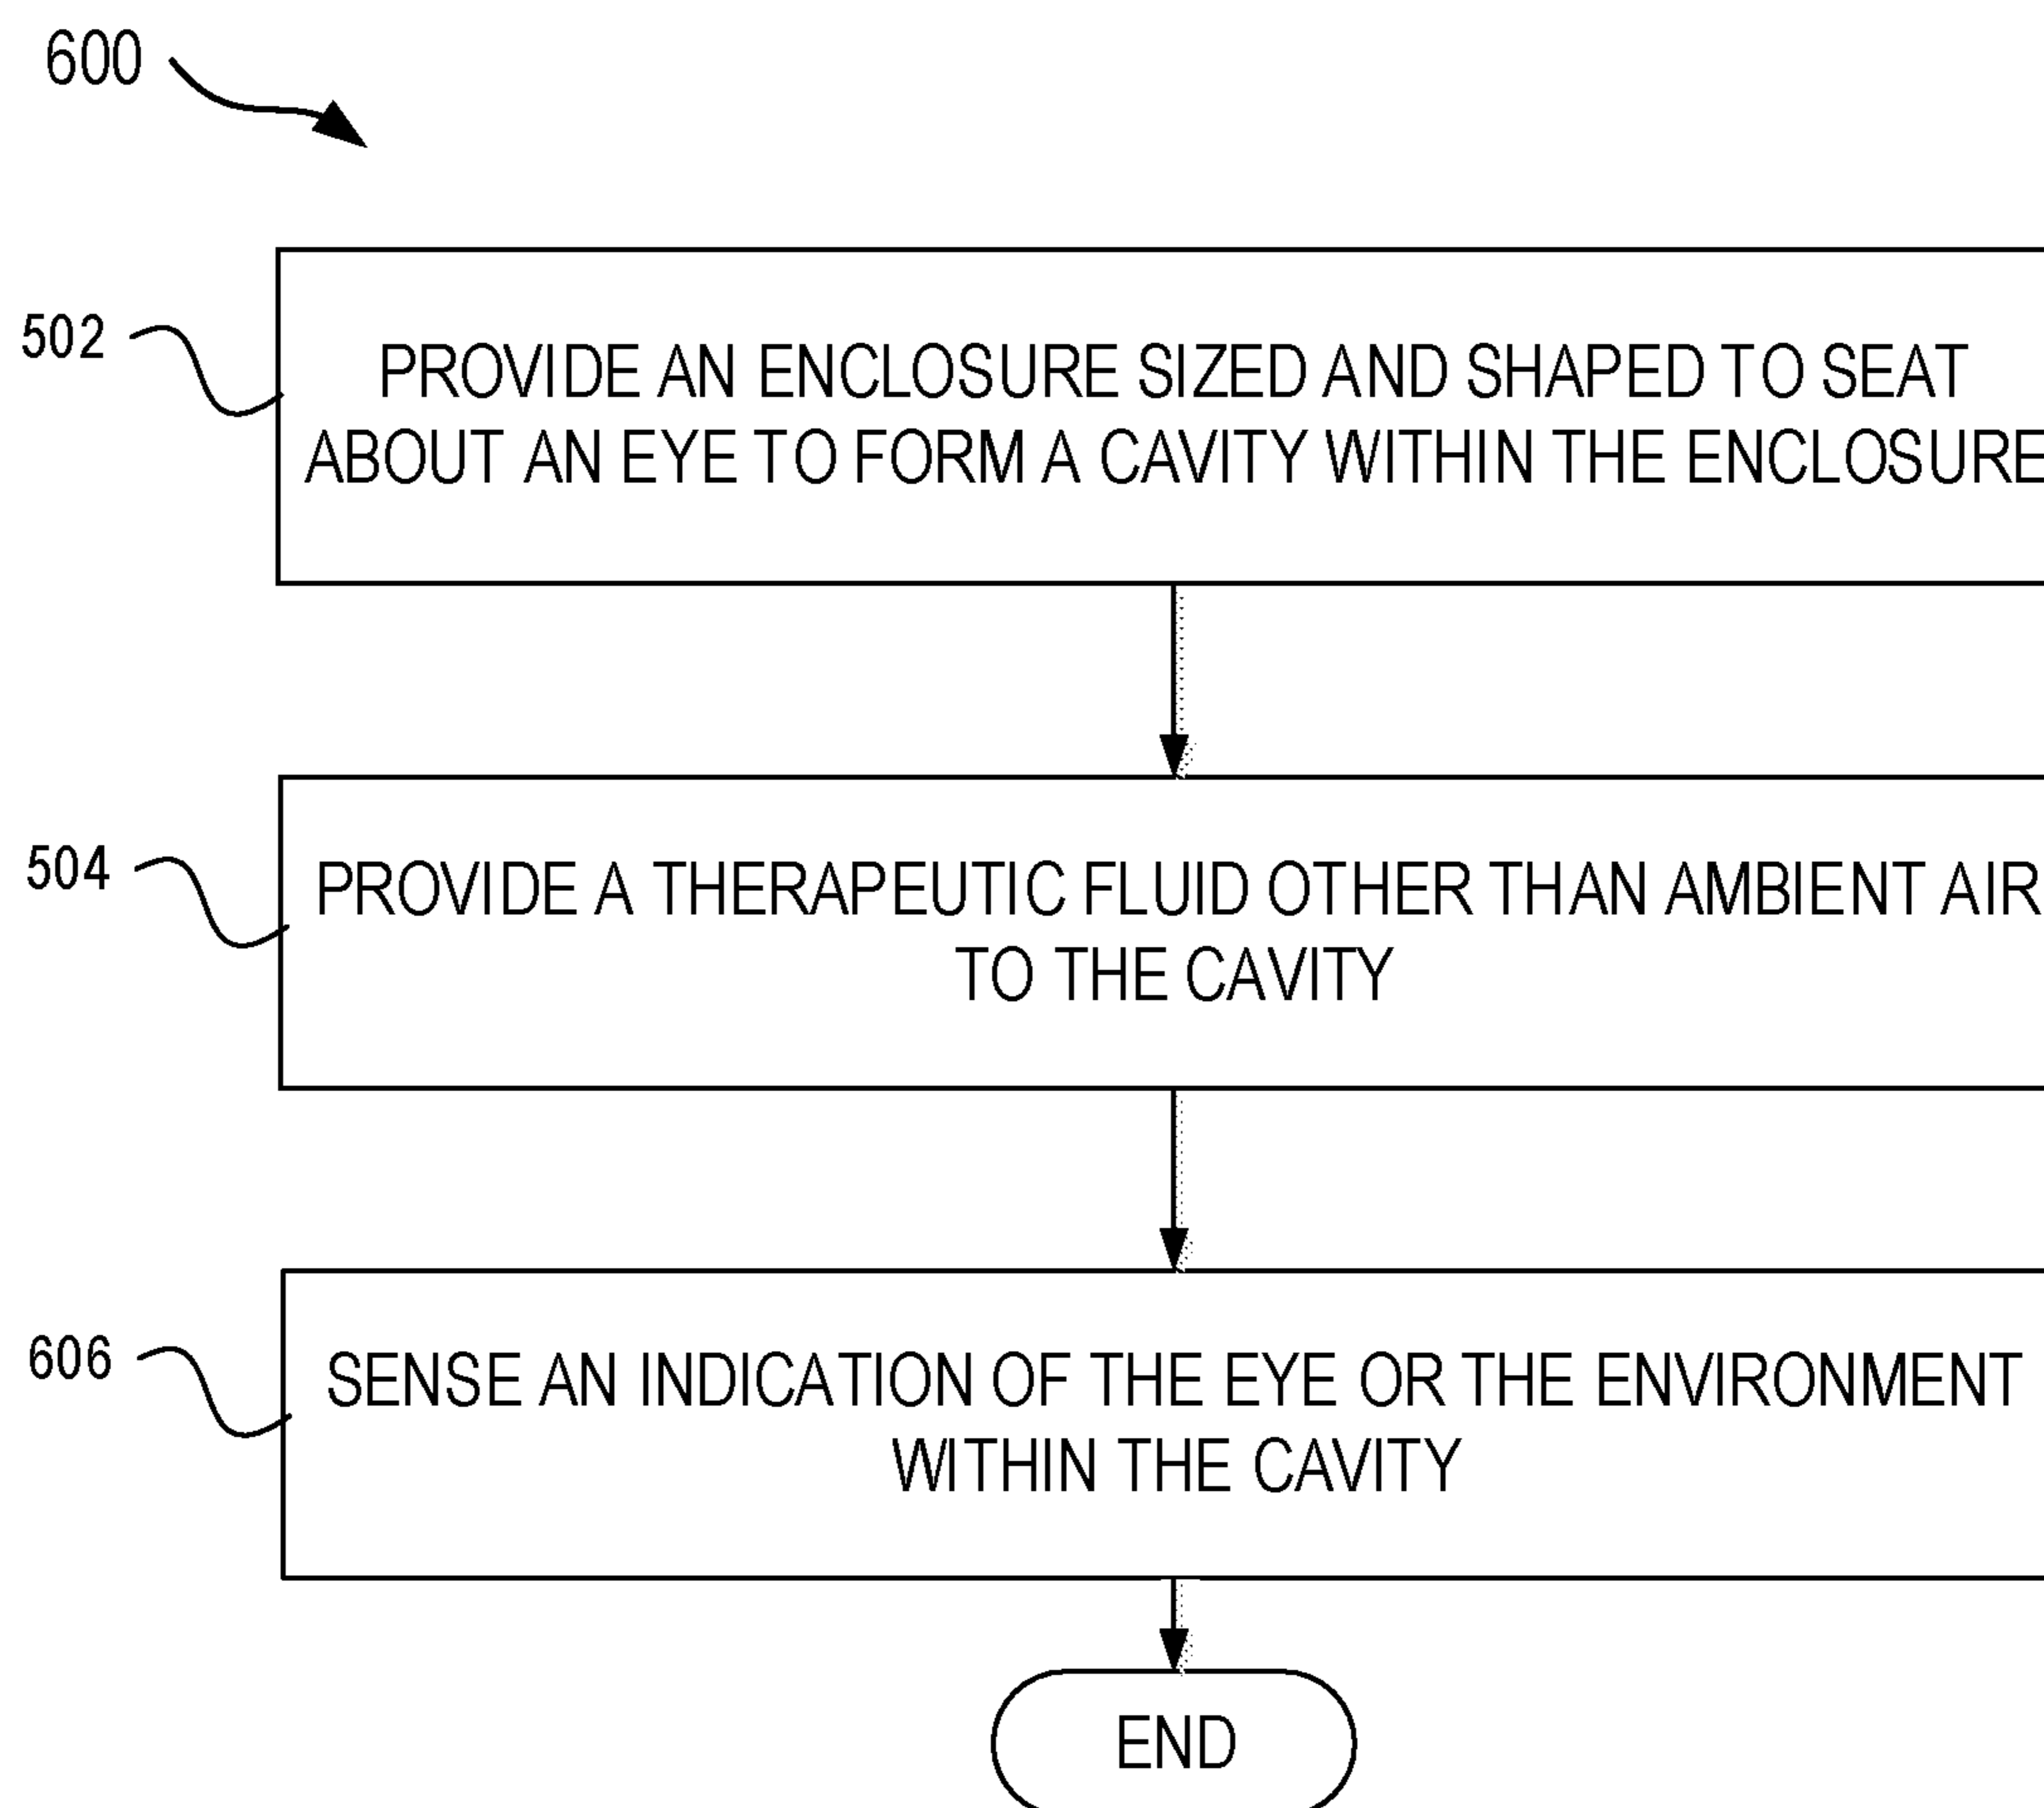 600
502
PROVIDE AN ENCLOSURE SIZED AND SHAPED TO SEAT
ABOUT AN EYE TO FORM A CAVITY WITHIN THE ENCLOSURE
504
PROVIDE A THERAPEUTIC FLUID OTHER THAN AMBIENT AIR
TO THE CAVITY
606
SENSE AN INDICATION OF THE EYE OR THE ENVIRONMENT
WITHIN THE CAVITY
END